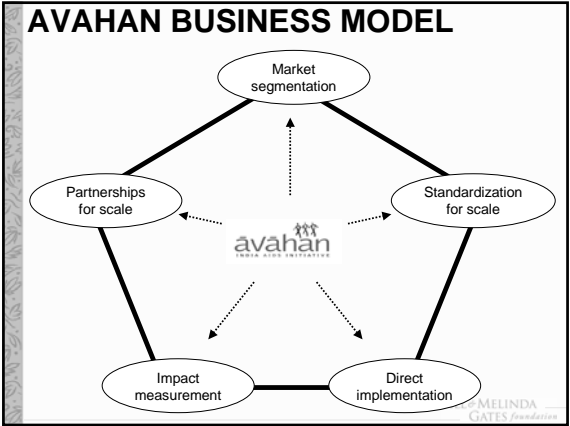 AVAHAN BUSINESS MODEL
Market
segmentation
Partnerships
for scale
Standardization
for scale
āvāhan
INDIA AIDS INITIATIVE
Impact
measurement
Direct
implementation
& MELINDA
GATES foundation